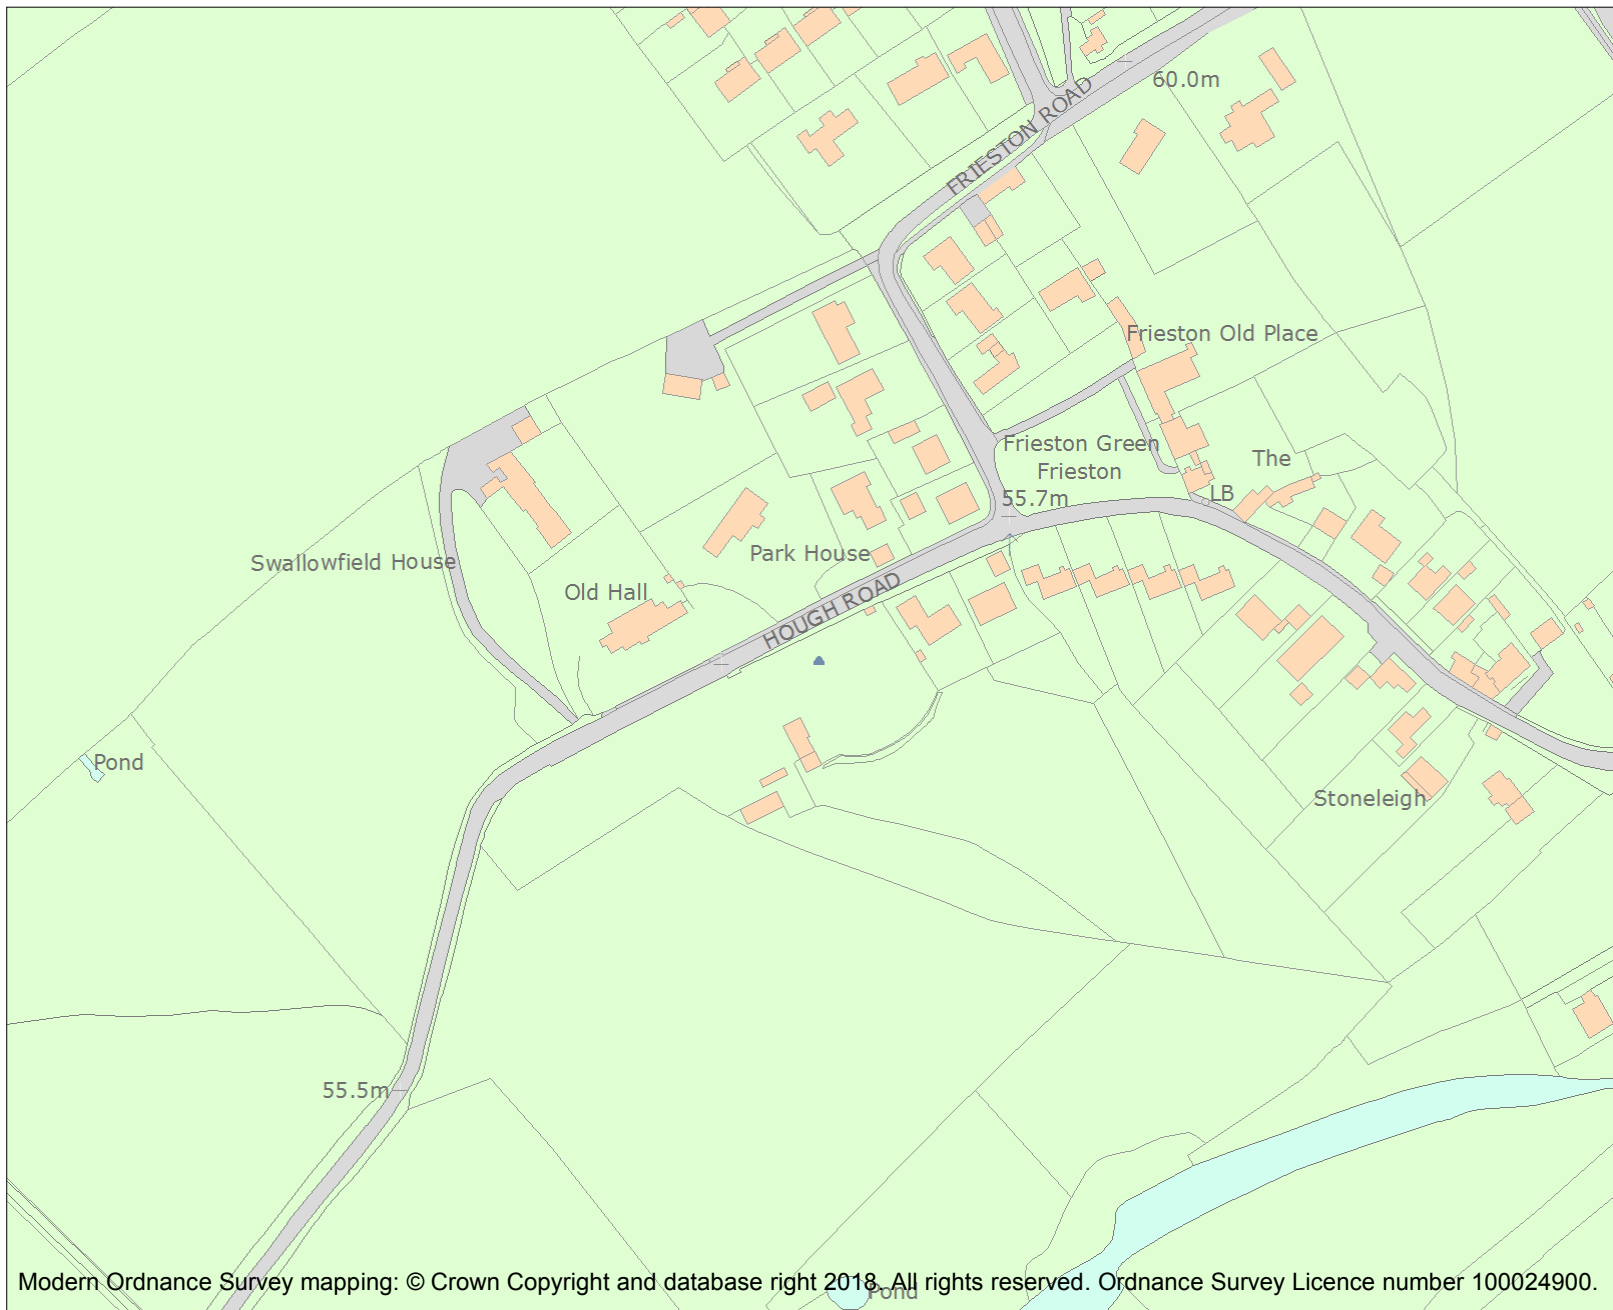 60.0m
FRIESTON ROAD
Frieston Old Place
Frieston Green
Frieston
The
LB
55.7m
Swallowfield House
Park House
Old Hall
HOUGH ROAD
Pond
Stoneleigh
55.5m
Pond
Modern Ordnance Survey mapping: © Crown Copyright and database right 2018. All rights reserved. Ordnance Survey Licence number 100024900.